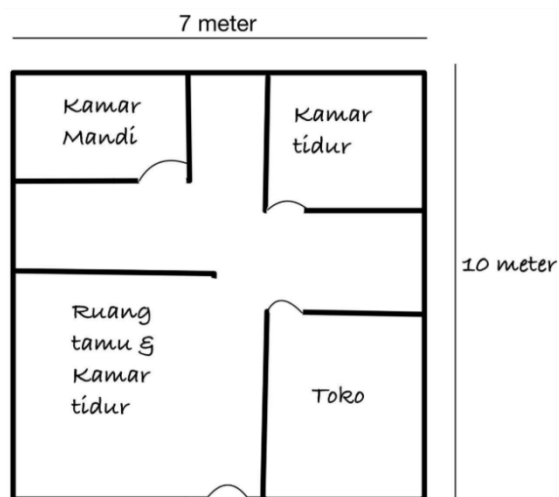 7 meter
Kamar
Mandi
Kamar
tidur
10 meter
Ruang
tamu &
Kamar
tidur
Toko